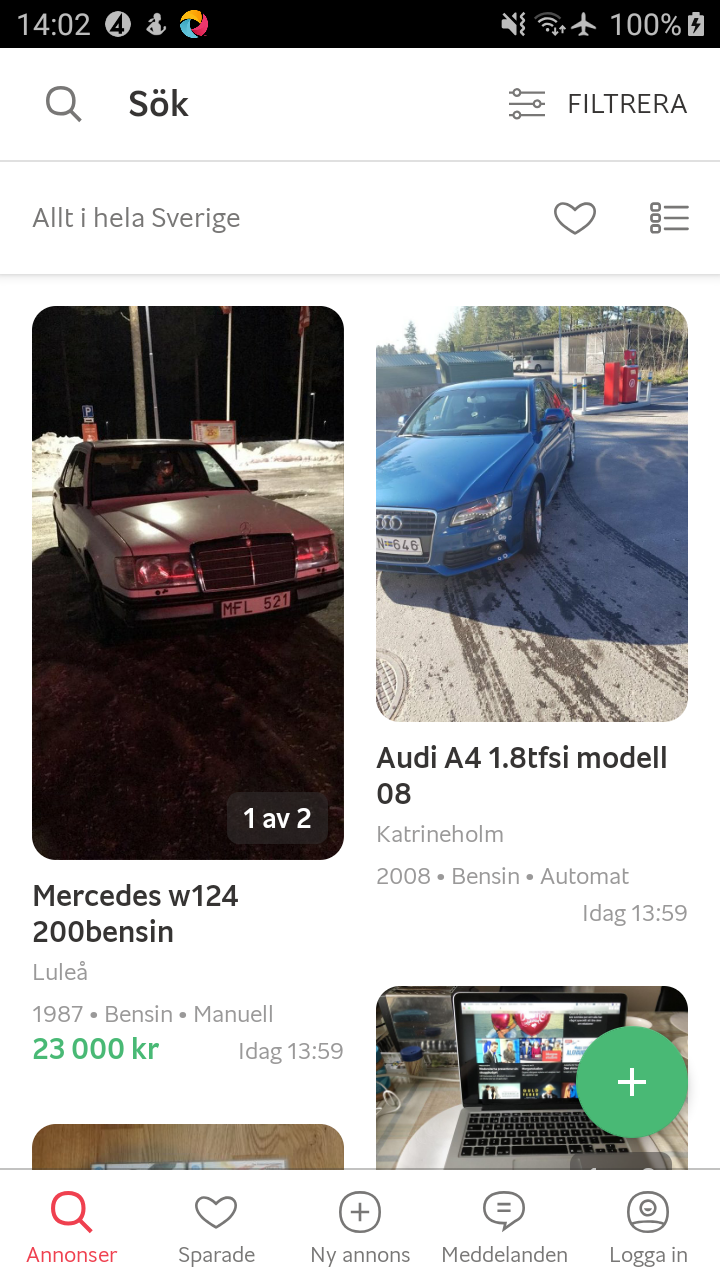 14:02
100%
Sök
FILTRERA
Allt i hela Sverige
P
MFL 521
1 av 2
Mercedes w124
200bensin
Luleå
1987 • Bensin • Manuell
23 000 kr
Idag 13:59
646
Audi A4 1.8tfsi modell
08
Katrineholm
2008 • Bensin • Automat
Idag 13:59
Annonser
Sparade
Ny annons
Meddelanden
Logga in